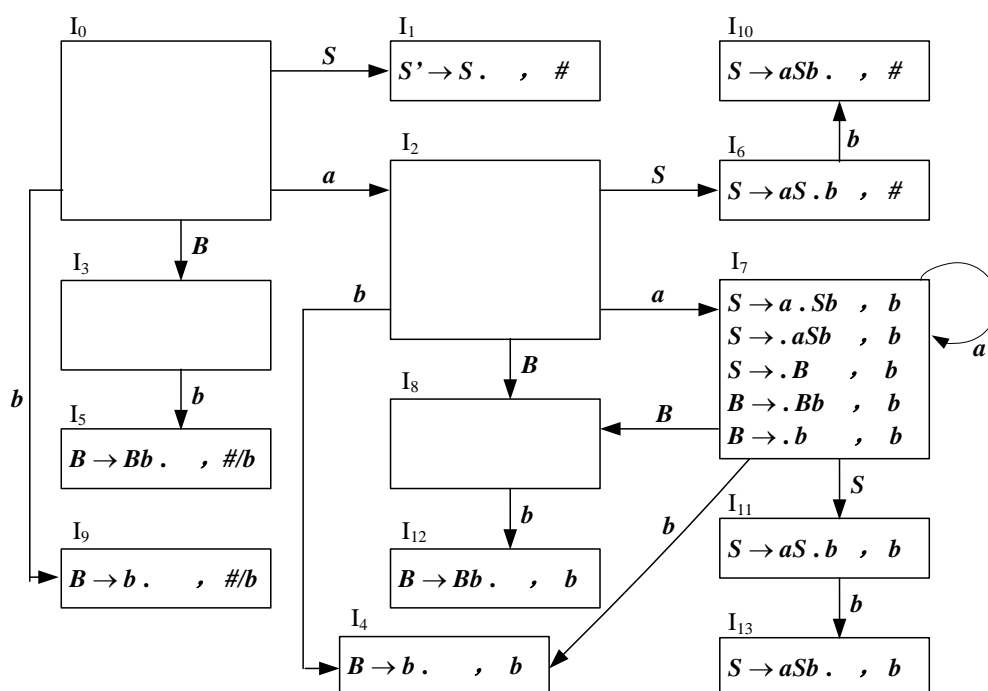 I₀
I₁
S' → S . , #
S
I₁₀
S → aSb . , #
b
I₂
a
S
I₆
S → aS . b , #
B
I₃
b
a
I₇
S → a . Sb , b
S → . aSb , b
S → . B , b
B → . Bb , b
B → . b , b
a
b
b
B
I₈
B
I₅
B → Bb . , #/b
S
I₁₁
S → aS . b , b
b
b
I₁₂
B → Bb . , b
I₉
B → b . , #/b
b
I₄
B → b . , b
I₁₃
S → aSb . , b